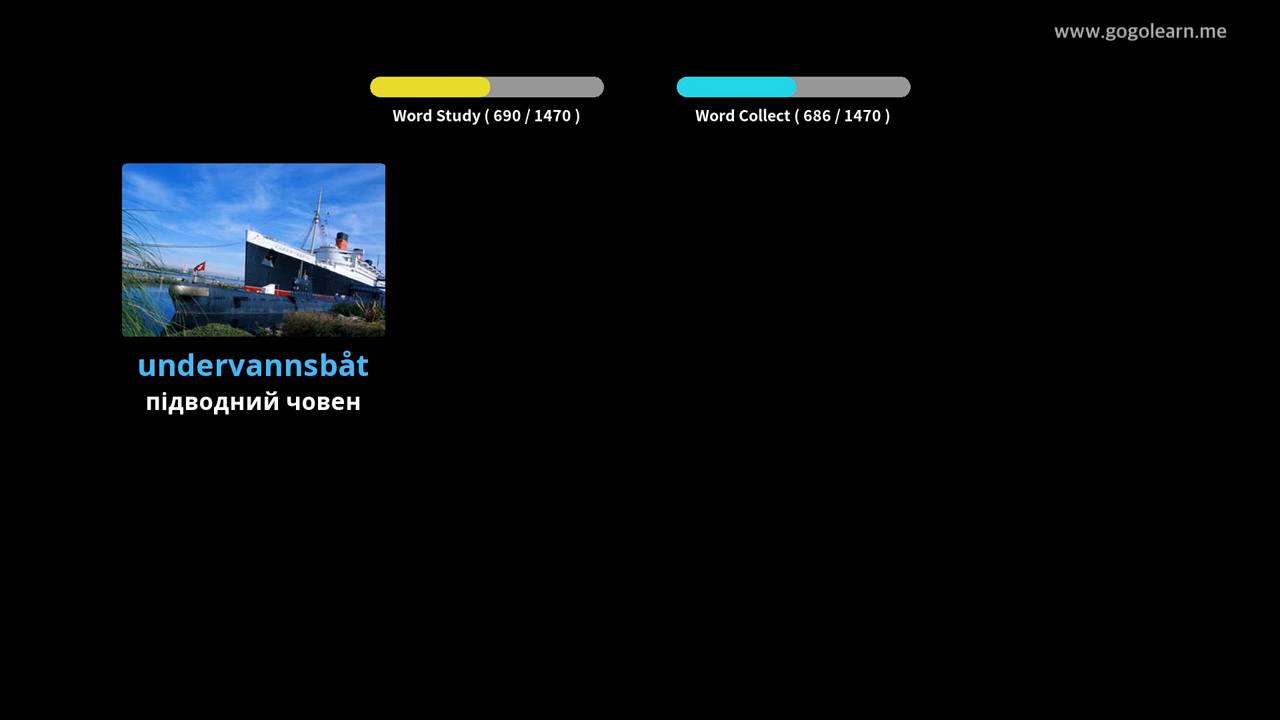 www.gogolearn.me
Word Study ( 690 / 1470 )
Word Collect ( 686 / 1470 )
undervannsbåt
підводний човен